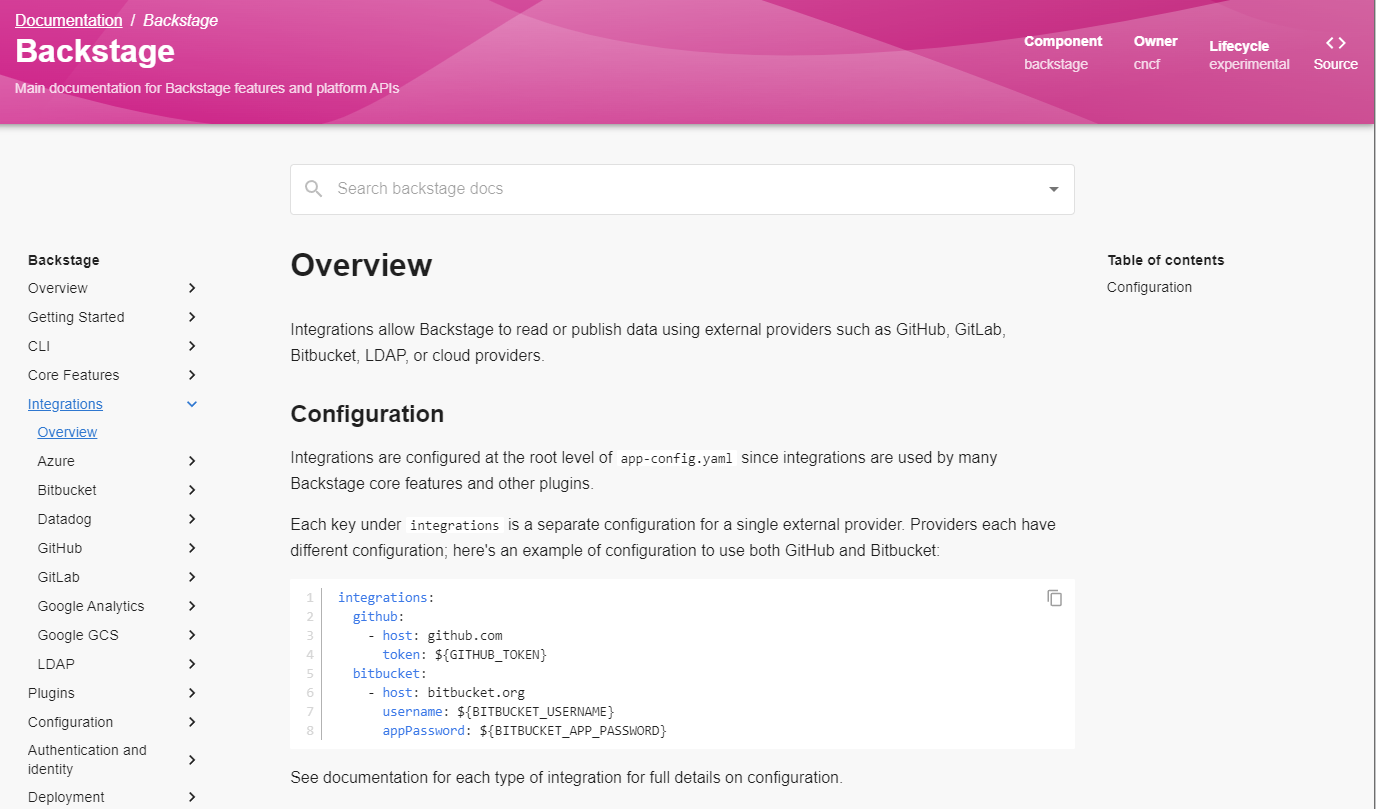 Documentation / Backstage
Backstage
Main documentation for Backstage features and platform APIs
Component
backstage
Owner
cncf
Lifecycle
experimental
Source
Search backstage docs
Backstage
Overview
Getting Started
CLI
Core Features
Integrations
Overview
Azure
Bitbucket
Datadog
GitHub
GitLab
Google Analytics
Google GCS
LDAP
Plugins
Configuration
Authentication and
identity
Deployment
Overview
Integrations allow Backstage to read or publish data using external providers such as GitHub, GitLab,
Bitbucket, LDAP, or cloud providers.
Configuration
Integrations are configured at the root level of app-config.yaml since integrations are used by many
Backstage core features and other plugins.
Each key under integrations is a separate configuration for a single external provider. Providers each have
different configuration; here's an example of configuration to use both GitHub and Bitbucket:
1 integrations:
2   github:
3     - host: github.com
4       token: ${GITHUB_TOKEN}
5   bitbucket:
6     - host: bitbucket.org
7       username: ${BITBUCKET_USERNAME}
8       appPassword: ${BITBUCKET_APP_PASSWORD}
See documentation for each type of integration for full details on configuration.
Table of contents
Configuration